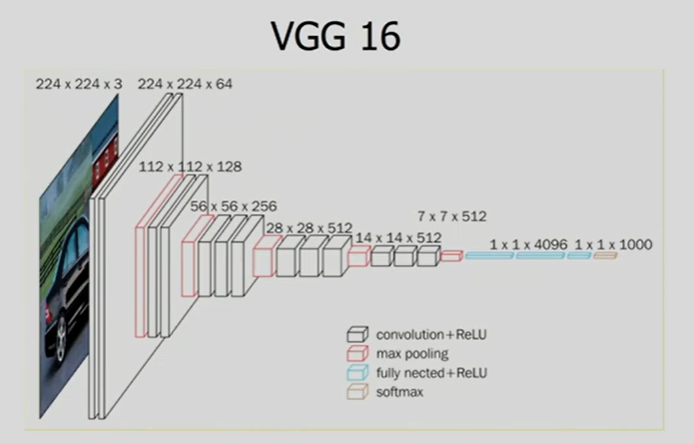 VGG 16
224 x 224 x 3
224 x 224 x 64
112 x 112 x 128
56 x 56 x 256
28 x 28 x 512
14 x 14 x 512
7 x 7 x 512
1 x 1 x 4096
1 x 1 x 1000
convolution+ReLU
max pooling
fully nected+ReLU
softmax